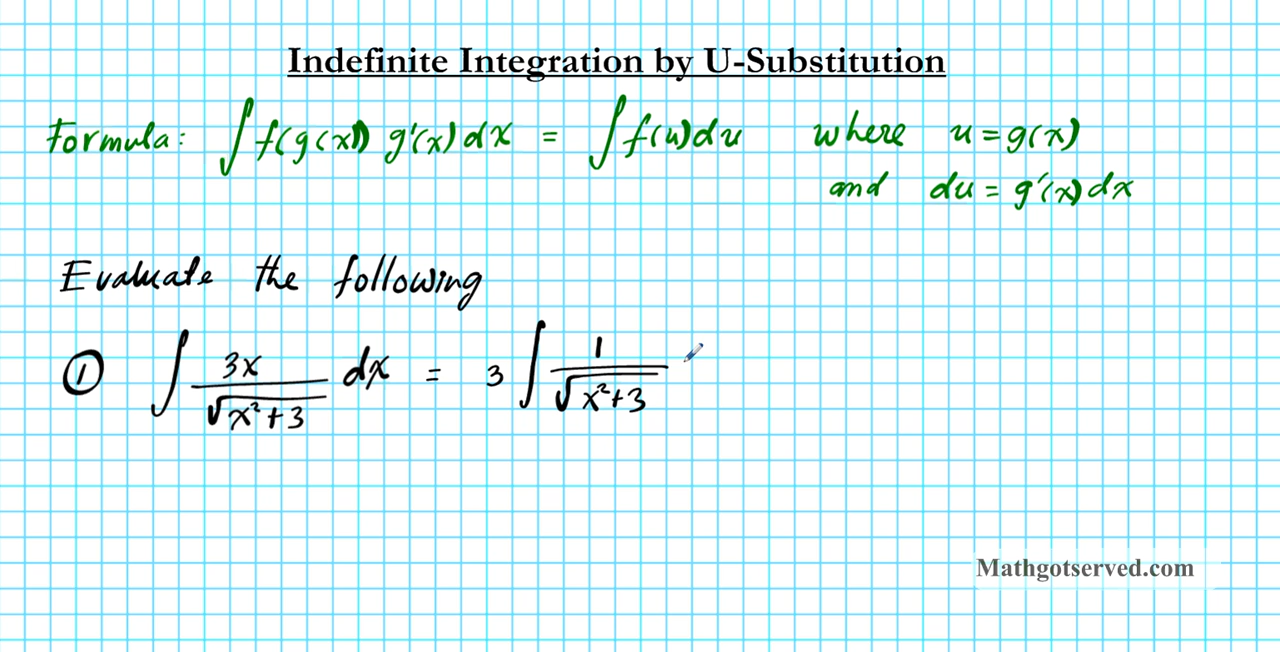 Indefinite Integration by U-Substitution
Formula: ∫ f(g(x)) g'(x) dx = ∫ f(u) du where u = g(x)
and du = g'(x) dx
Evaluate the following
① ∫ 3x/√(x²+3) dx = 3 ∫ 1/√(x²+3)
Mathgotserved.com